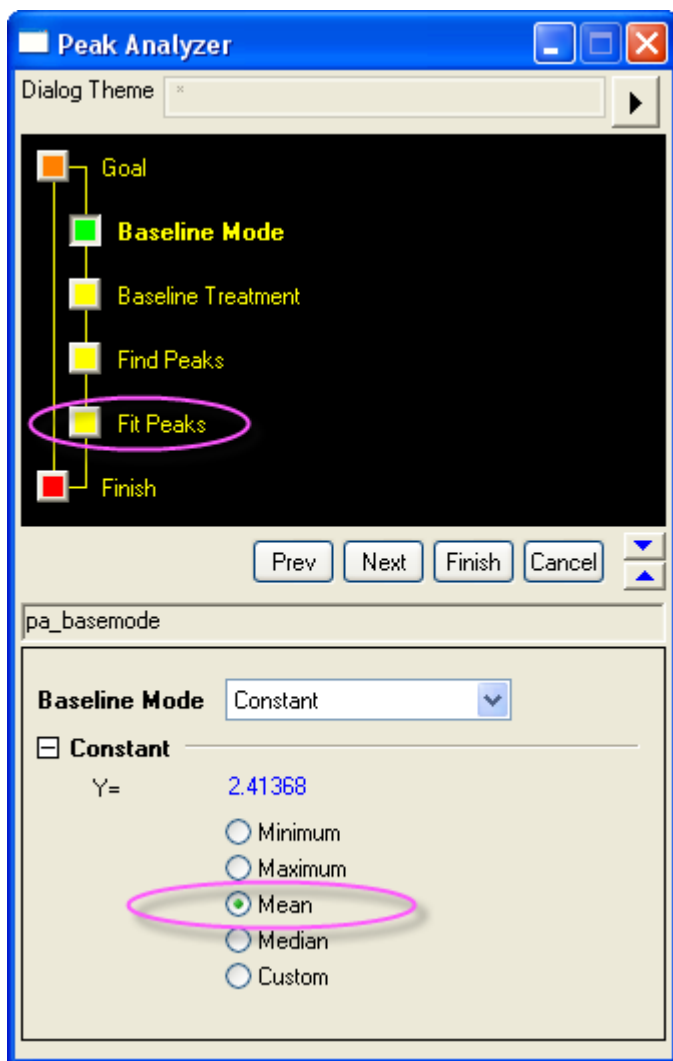 Peak Analyzer
Dialog Theme *
Goal
Baseline Mode
Baseline Treatment
Find Peaks
Fit Peaks
Finish
Prev Next Finish Cancel
pa_basemode
Baseline Mode Constant
Constant
Y= 2.41368
Minimum
Maximum
Mean
Median
Custom